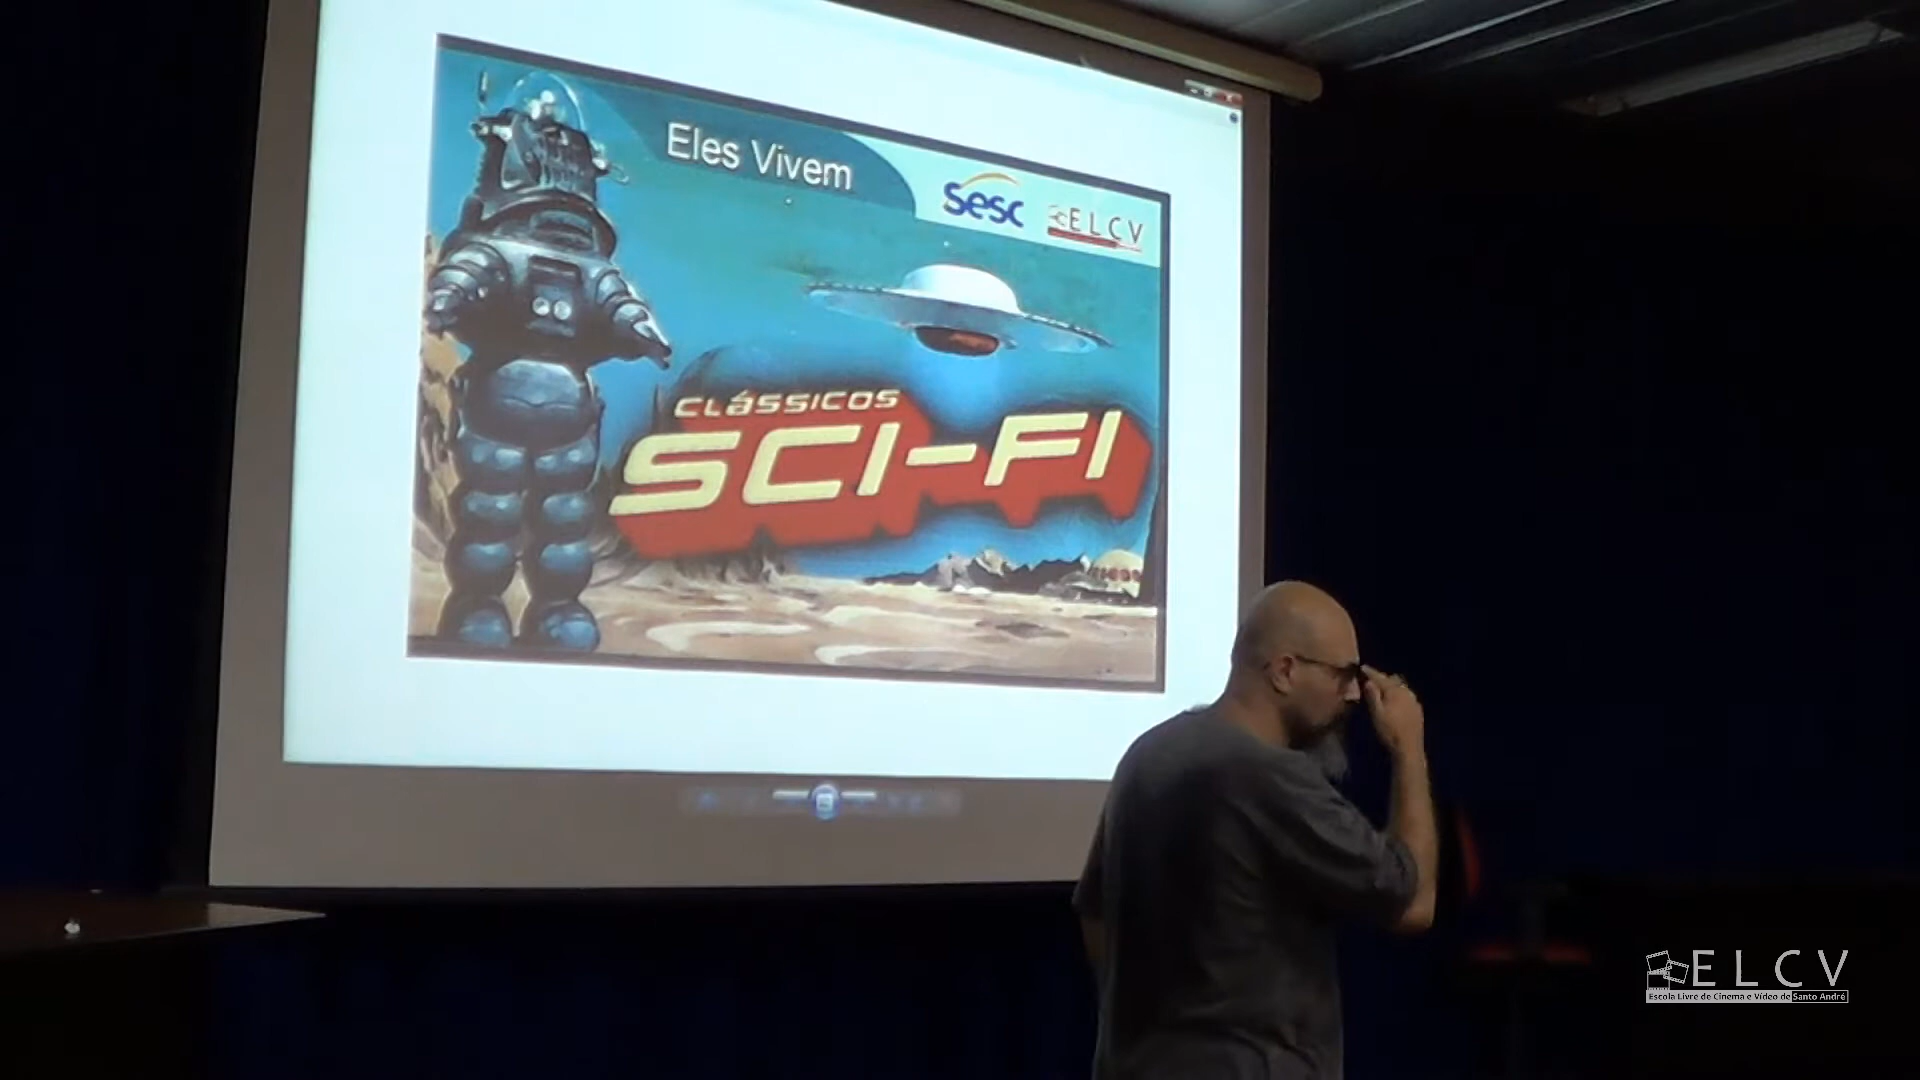 Eles Vivem
Sesc
ELCV
CLÁSSICOS
SCI-FI
ELCV
Escola Livre de Cinema e Vídeo de Santo André